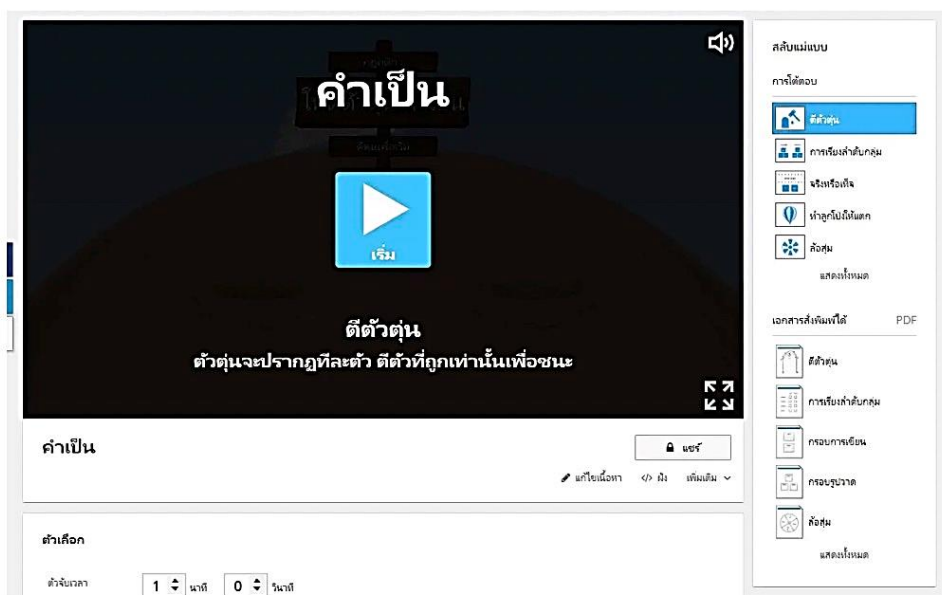 คำเป็น
เริ่ม
ตีตัวตุ่น
ตัวตุ่นจะปรากฏทีละตัว ตีตัวที่ถูกเท่านั้นเพื่อชนะ
คำเป็น
แชร์
แก้ไขเนื้อหา </> ฝัง เพิ่มเติม
ตัวเลือก
ตัวจับเวลา 1 นาที 0 วินาที
สลับแม่แบบ
การโต้ตอบ
ตีตัวตุ่น
การเรียงลำดับกลุ่ม
จริงหรือเท็จ
ทำลูกโป่งให้แตก
ล้อสุ่ม
แสดงทั้งหมด
เอกสารสั่งพิมพ์ได้ PDF
ตีตัวตุ่น
การเรียงลำดับกลุ่ม
กรอบการเขียน
กรอบรูปวาด
ล้อสุ่ม
แสดงทั้งหมด